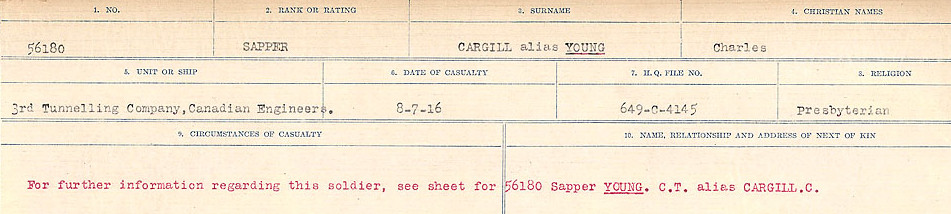 1. NO. 2. RANK OR RATING 3. SURNAME 4. CHRISTIAN NAMES
56180 SAPPER CARGILL alias YOUNG Charles
5. UNIT OR SHIP 6. DATE OF CASUALTY 7. H.Q. FILE NO. 8. RELIGION
3rd Tunnelling Company,Canadian Engineers. 8-7-16 649-C-4145 Presbyterian
9. CIRCUMSTANCES OF CASUALTY 10. NAME, RELATIONSHIP AND ADDRESS OF NEXT OF KIN
For further information regarding this soldier, see sheet for 56180 Sapper YOUNG. C.T. alias CARGILL.C.